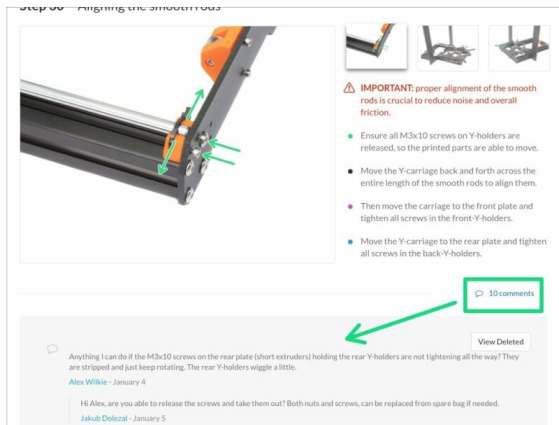 Step 30 Aligning the smooth rods
IMPORTANT: proper alignment of the smooth
rods is crucial to reduce noise and overall
friction.
Ensure all M3x10 screws on Y-holders are
released, so the printed parts are able to move.
Move the Y-carriage back and forth across the
entire length of the smooth rods to align them.
Then move the carriage to the front plate and
tighten all screws in the front-Y-holders.
Move the Y-carriage to the rear plate and tighten
all screws in the back-Y-holders.
10 comments
View Deleted
Anything I can do if the M3x10 screws on the rear plate (short extruders) holding the rear Y-holders are not tightening all the way? They
are stripped and just keep rotating. The rear Y-holders wiggle a little.
Alex Wilkie - January 4
Hi Alex, are you able to release the screws and take them out? Both nuts and screws, can be replaced from spare bag if needed.
Jakub Dolezal - January 5